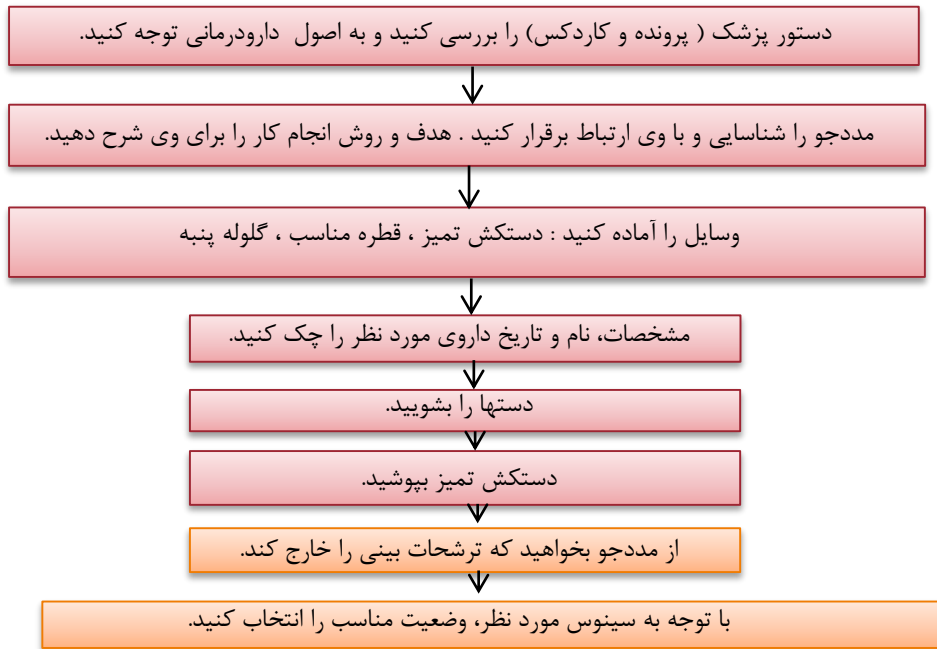 دستور پزشک ( پرونده و کاردکس) را بررسی کنید و به اصول دارودرمانی توجه کنید.
مددجو را شناسایی و با وی ارتباط برقرار کنید . هدف و روش انجام کار را برای وی شرح دهید.
وسایل را آماده کنید : دستکش تمیز ، قطره مناسب ، گلوله پنبه
مشخصات، نام و تاریخ داروی مورد نظر را چک کنید.
دستها را بشویید.
دستکش تمیز بپوشید.
از مددجو بخواهید که ترشحات بینی را خارج کند.
با توجه به سینوس مورد نظر، وضعیت مناسب را انتخاب کنید.